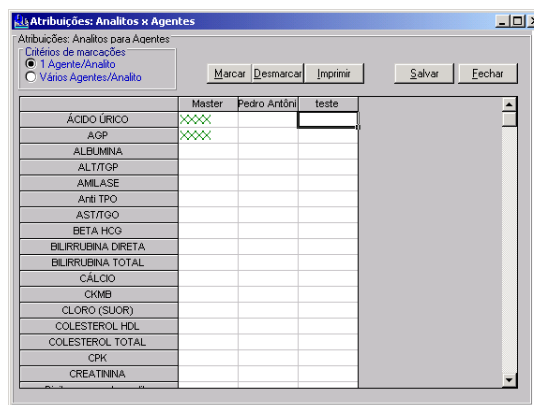 Atribuições: Analitos x Agentes
Atribuições: Analitos para Agentes
Critérios de marcações
1 Agente/Analito
Vários Agentes/Analito
Marcar Desmarcar Imprimir Salvar Fechar
Master Pedro Antôni teste
ÁCIDO ÚRICO XXXX
AGP XXXX
ALBUMINA
ALT/TGP
AMILASE
Anti TPO
AST/TGO
BETA HCG
BILIRRUBINA DIRETA
BILIRRUBINA TOTAL
CÁLCIO
CKMB
CLORO (SUOR)
COLESTEROL HDL
COLESTEROL TOTAL
CPK
CREATININA